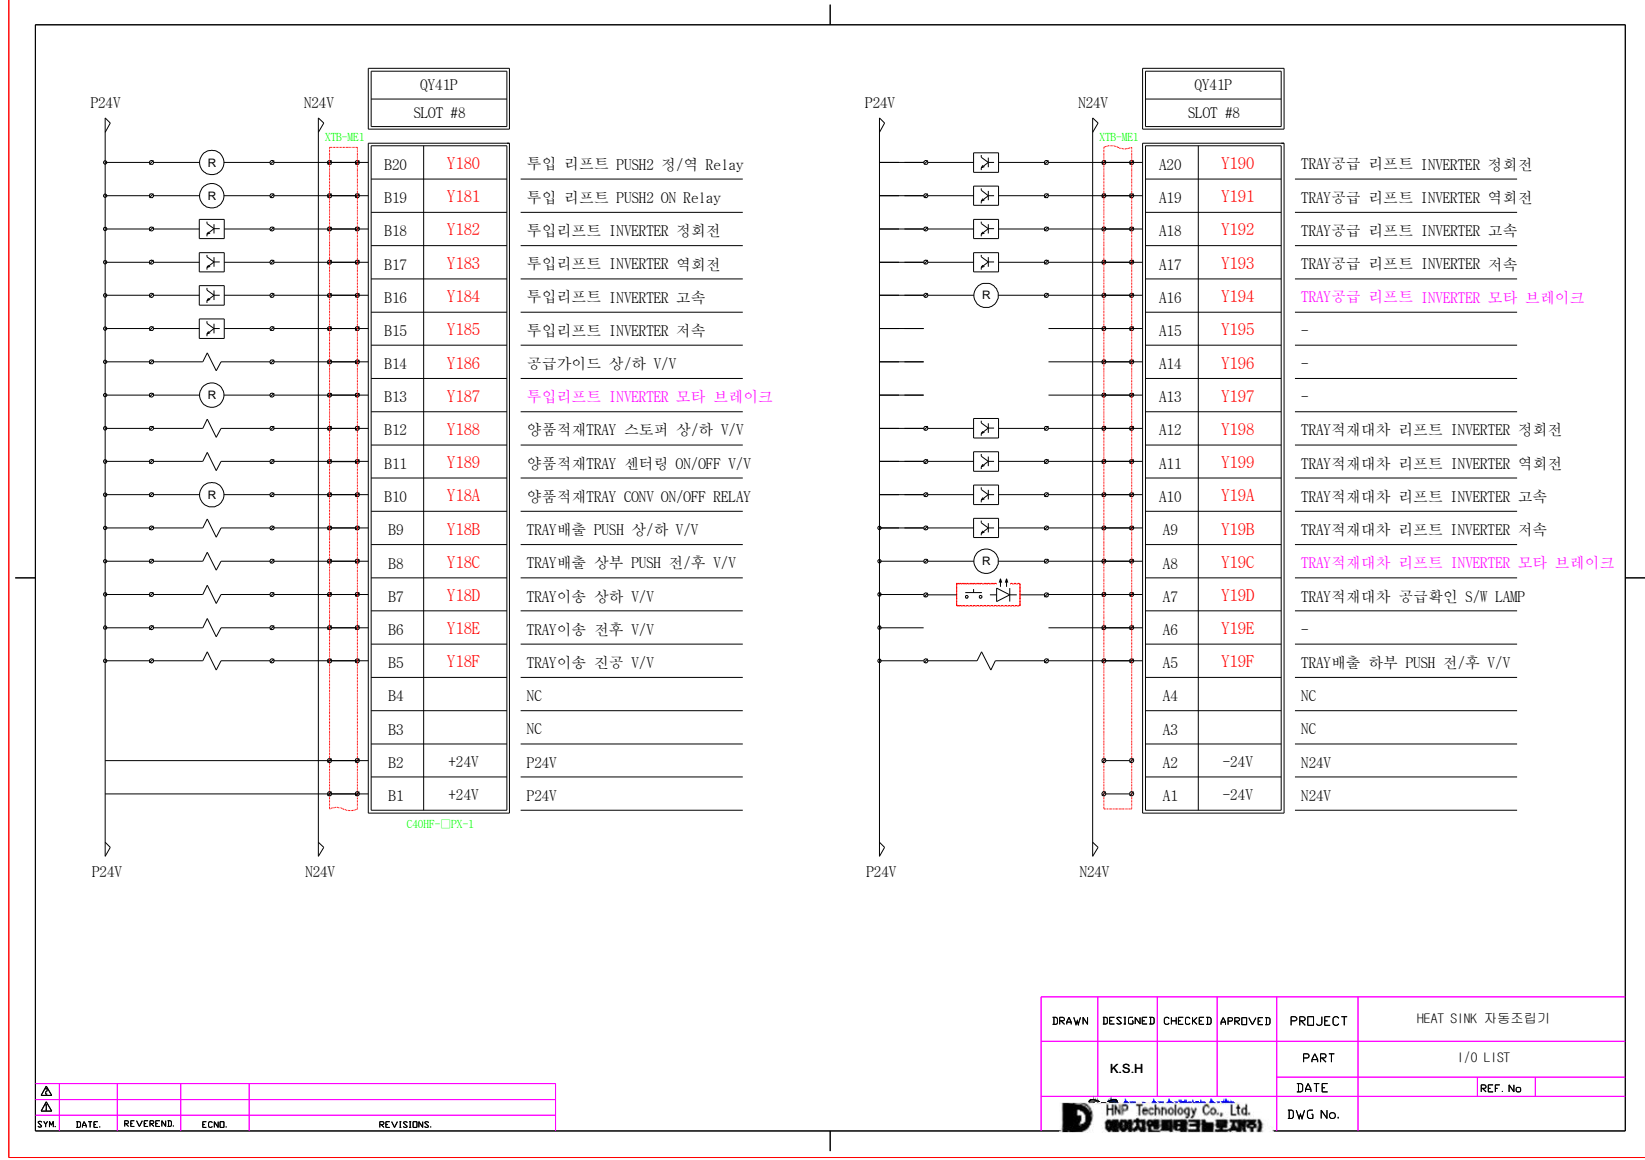 QY41P
SLOT #8
P24V
N24V
XTB-ME1
B20 Y180 투입 리프트 PUSH2 정/역 Relay
B19 Y181 투입 리프트 PUSH2 ON Relay
B18 Y182 투입리프트 INVERTER 정회전
B17 Y183 투입리프트 INVERTER 역회전
B16 Y184 투입리프트 INVERTER 고속
B15 Y185 투입리프트 INVERTER 저속
B14 Y186 공급가이드 상/하 V/V
B13 Y187 투입리프트 INVERTER 모타 브레이크
B12 Y188 양품적재TRAY 스토퍼 상/하 V/V
B11 Y189 양품적재TRAY 센터링 ON/OFF V/V
B10 Y18A 양품적재TRAY CONV ON/OFF RELAY
B9 Y18B TRAY배출 PUSH 상/하 V/V
B8 Y18C TRAY배출 상부 PUSH 전/후 V/V
B7 Y18D TRAY이송 상하 V/V
B6 Y18E TRAY이송 전후 V/V
B5 Y18F TRAY이송 진공 V/V
B4 NC
B3 NC
B2 +24V P24V
B1 +24V P24V
C40HF-□PX-1
P24V
N24V
R
R
R
R
QY41P
SLOT #8
P24V
N24V
XTB-ME1
A20 Y190 TRAY공급 리프트 INVERTER 정회전
A19 Y191 TRAY공급 리프트 INVERTER 역회전
A18 Y192 TRAY공급 리프트 INVERTER 고속
A17 Y193 TRAY공급 리프트 INVERTER 저속
A16 Y194 TRAY공급 리프트 INVERTER 모타 브레이크
A15 Y195 -
A14 Y196 -
A13 Y197 -
A12 Y198 TRAY적재대차 리프트 INVERTER 정회전
A11 Y199 TRAY적재대차 리프트 INVERTER 역회전
A10 Y19A TRAY적재대차 리프트 INVERTER 고속
A9 Y19B TRAY적재대차 리프트 INVERTER 저속
A8 Y19C TRAY적재대차 리프트 INVERTER 모타 브레이크
A7 Y19D TRAY적재대차 공급확인 S/W LAMP
A6 Y19E -
A5 Y19F TRAY배출 하부 PUSH 전/후 V/V
A4 NC
A3 NC
A2 -24V N24V
A1 -24V N24V
P24V
N24V
R
R
DRAWN DESIGNED CHECKED APROVED PROJECT HEAT SINK 자동조립기
K.S.H
PART I/O LIST
DATE REF. No
DWG No.
HNP Technology Co., Ltd.
에이치엔피테크놀로지(주)
SYM. DATE. REVEREND. ECNO. REVISIONS.